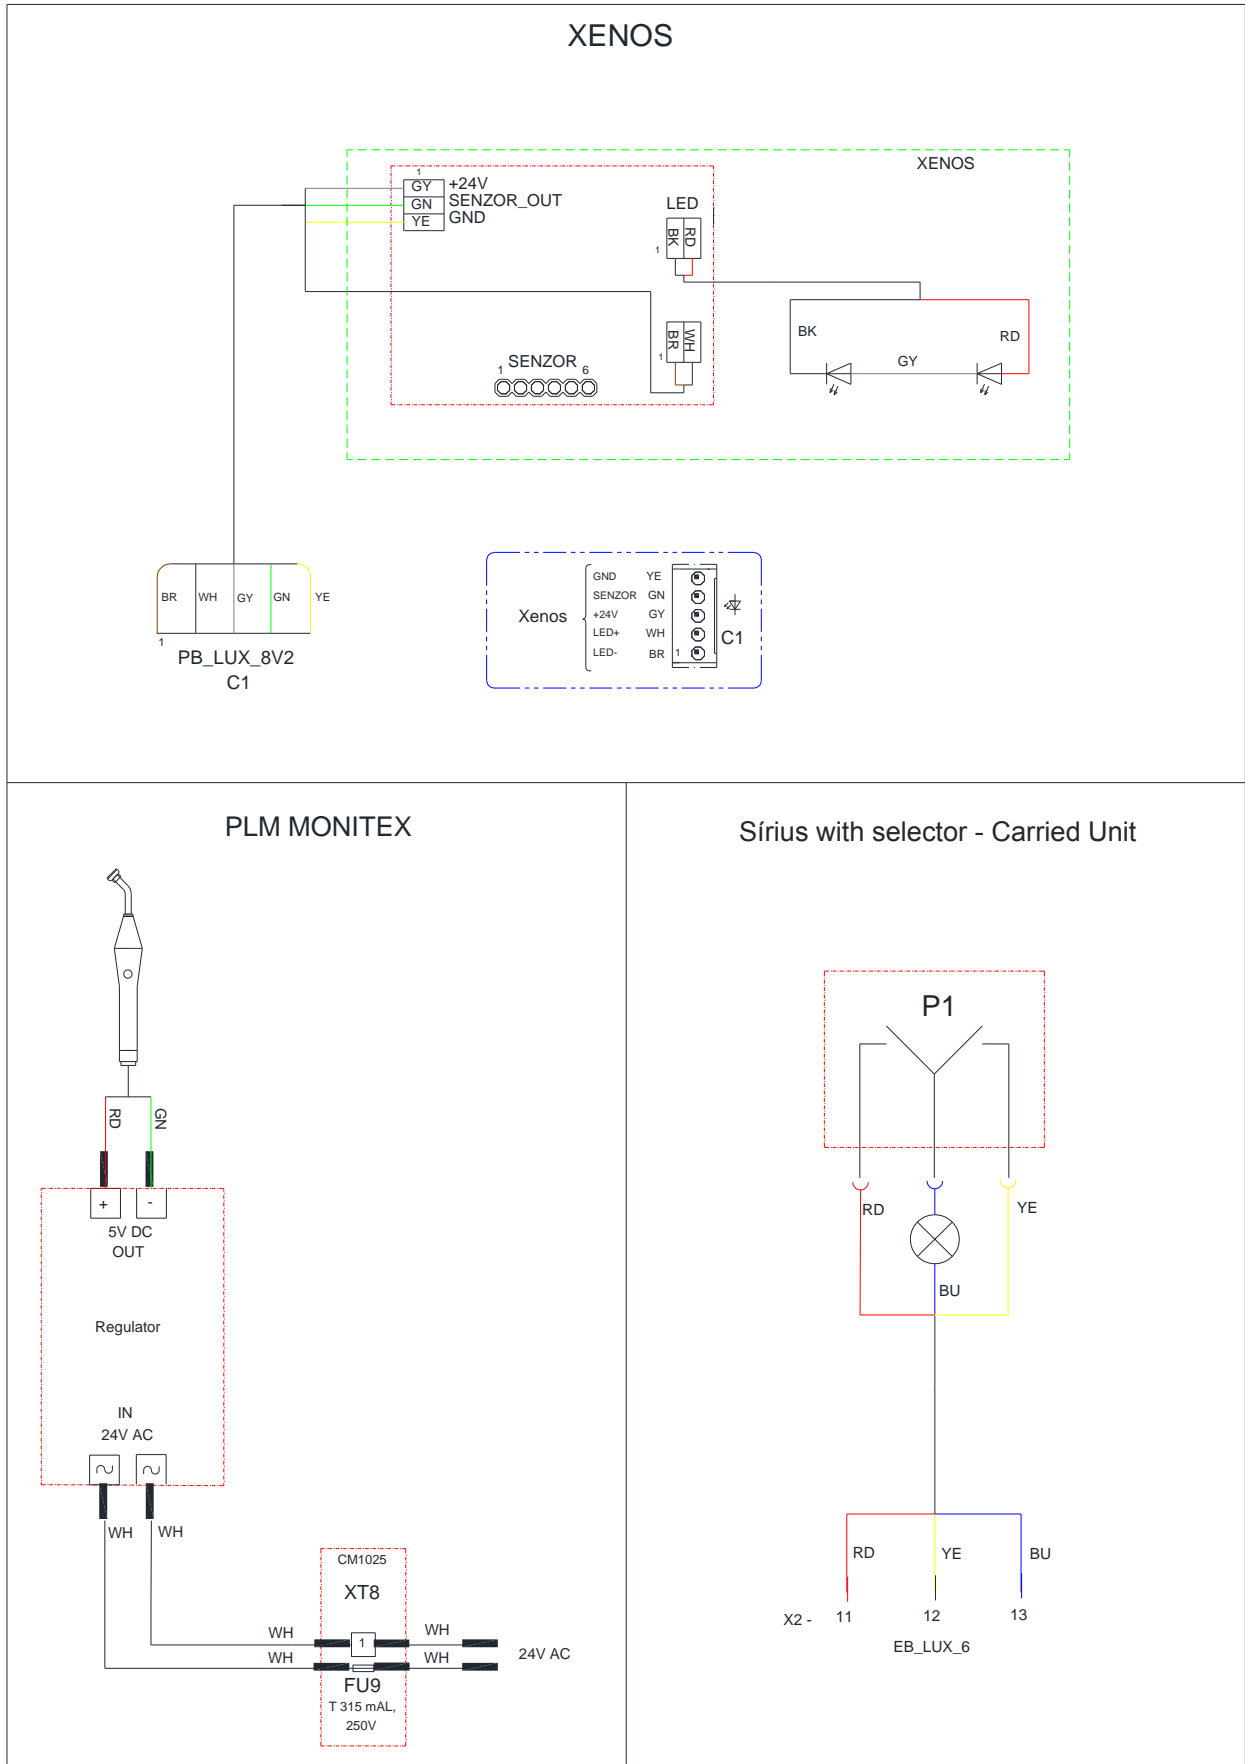 XENOS
XENOS
1
GY +24V
GN SENZOR_OUT
YE GND
LED
BK RD
1
BR WH
1
SENZOR
1 6
BK
GY
RD
BR WH GY GN YE
1
PB_LUX_8V2
C1
Xenos
GND YE
SENZOR GN
+24V GY
LED+ WH
LED- BR 1
C1
PLM MONITEX
RD GN
+ -
5V DC
OUT
Regulator
IN
24V AC
~ ~
WH WH
CM1025
XT8
WH 1 WH
WH WH
24V AC
FU9
T 315 mAL,
250V
Sírius with selector - Carried Unit
P1
RD YE
BU
RD YE BU
X2 - 11 12 13
EB_LUX_6